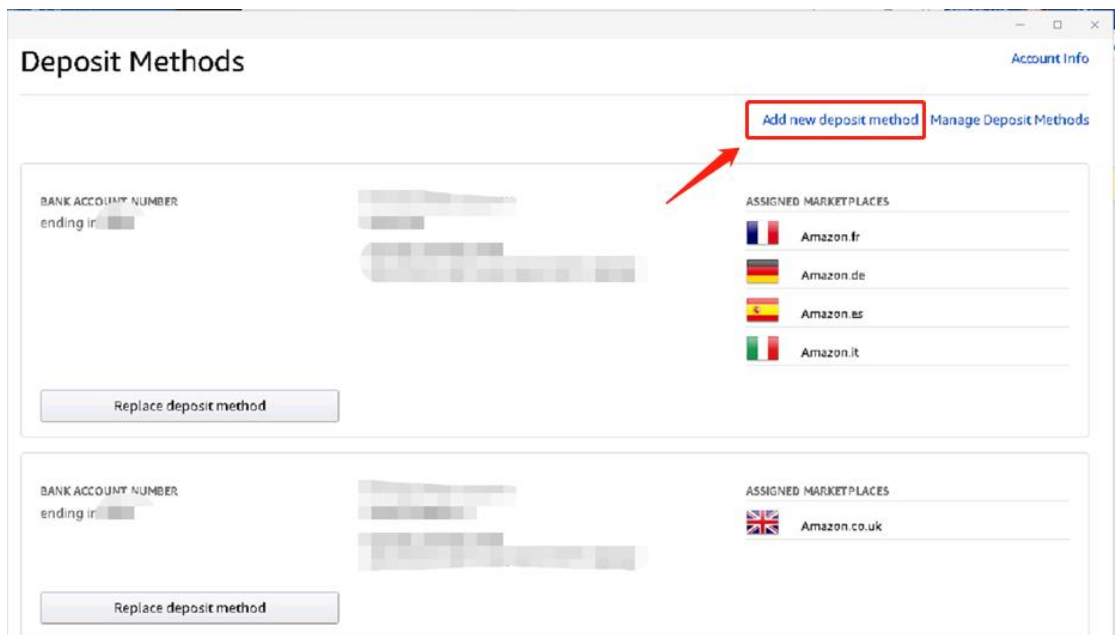 Deposit Methods
Account Info
Add new deposit method
Manage Deposit Methods
BANK ACCOUNT NUMBER
ending in
ASSIGNED MARKETPLACES
Amazon.fr
Amazon.de
Amazon.es
Amazon.it
Replace deposit method
BANK ACCOUNT NUMBER
ending in
ASSIGNED MARKETPLACES
Amazon.co.uk
Replace deposit method